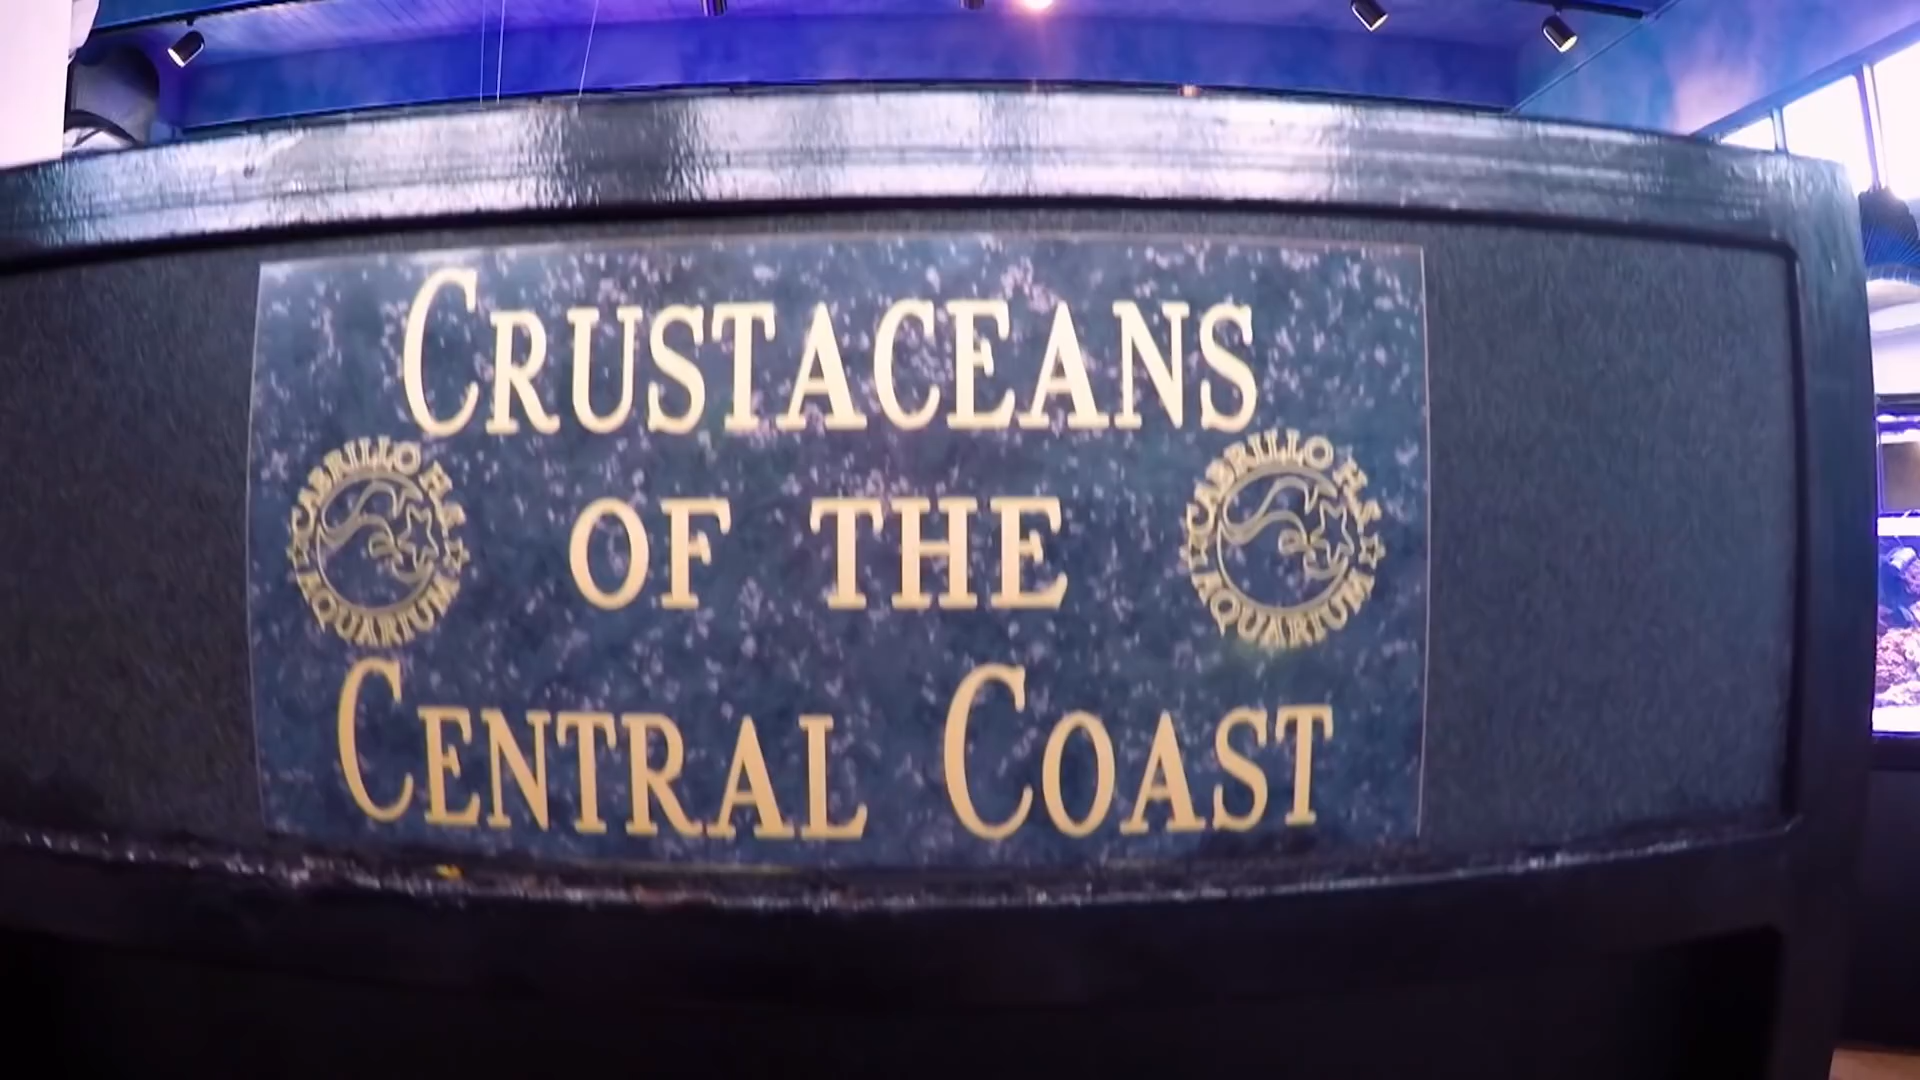 CRUSTACEANS
CABRILLO H.S. AQUARIUM
OF THE
CABRILLO H.S. AQUARIUM
CENTRAL COAST